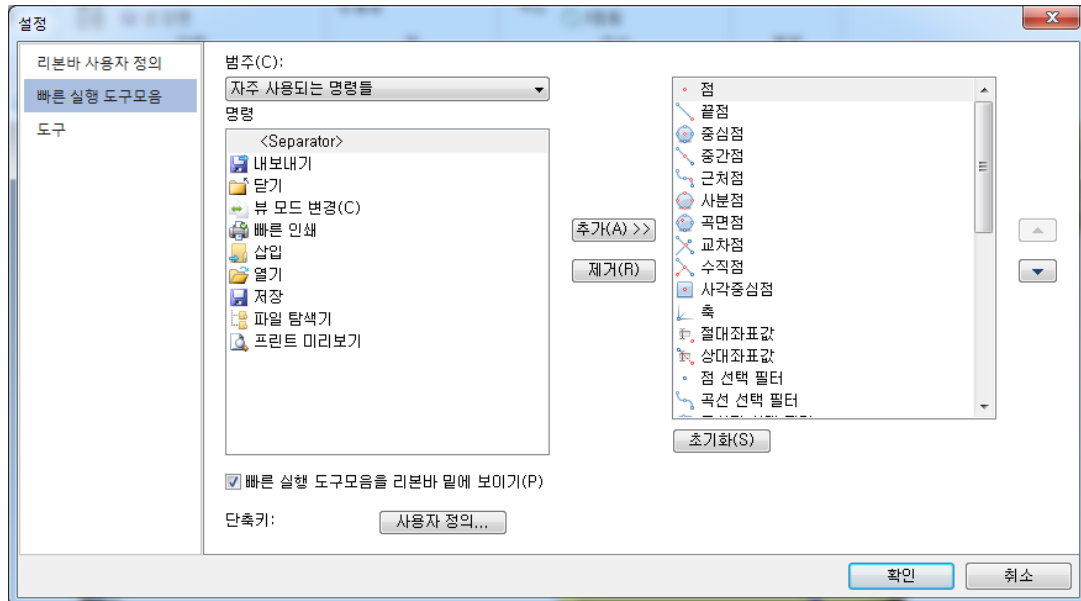 설정
리본바 사용자 정의
빠른 실행 도구모음
도구
범주(C):
자주 사용되는 명령들
명령
<Separator>
내보내기
닫기
뷰 모드 변경(C)
빠른 인쇄
삽입
열기
저장
파일 탐색기
프린트 미리보기
추가(A) >>
제거(R)
점
끝점
중심점
중간점
근처점
사분점
곡면점
교차점
수직점
사각중심점
축
절대좌표값
상대좌표값
점 선택 필터
곡선 선택 필터
초기화(S)
빠른 실행 도구모음을 리본바 밑에 보이기(P)
단축키:
사용자 정의...
확인
취소